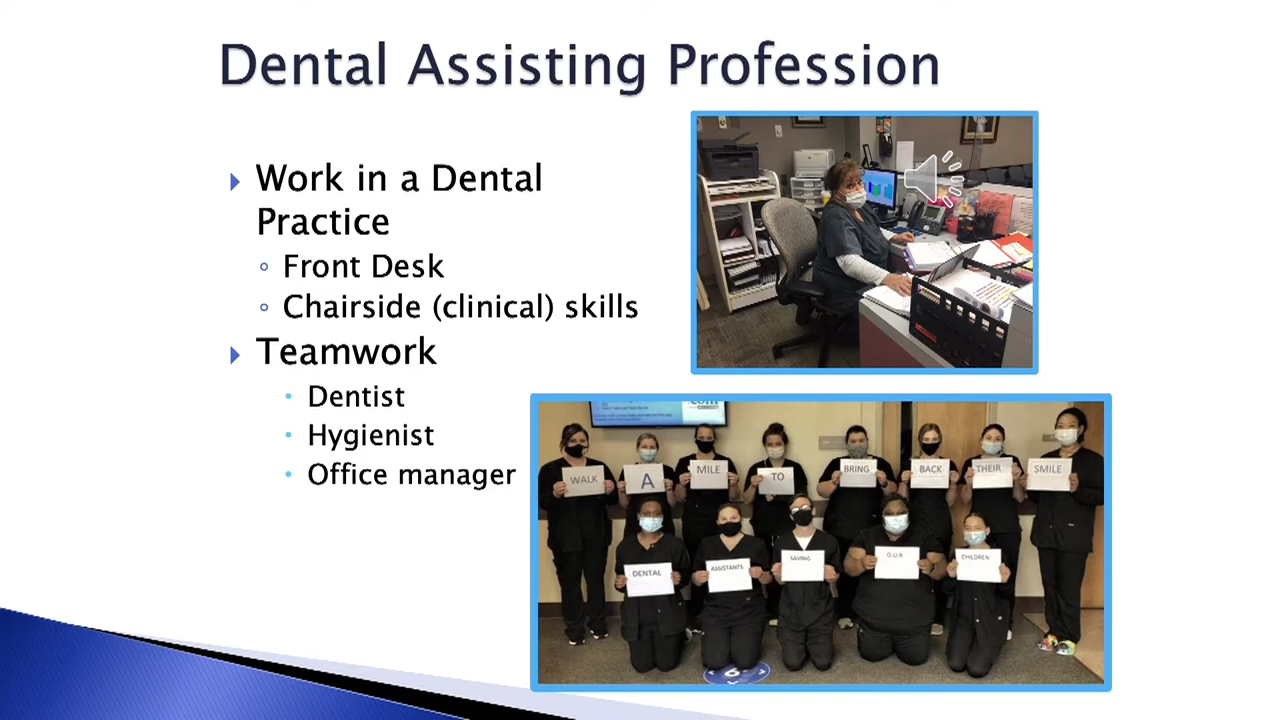 Dental Assisting Profession
Work in a Dental
Practice
Front Desk
Chairside (clinical) skills
Teamwork
Dentist
Hygienist
Office manager
WALK A MILE TO BRING BACK THEIR SMILE
DENTAL ASSISTANTS SAVING O.U.R CHILDREN
6